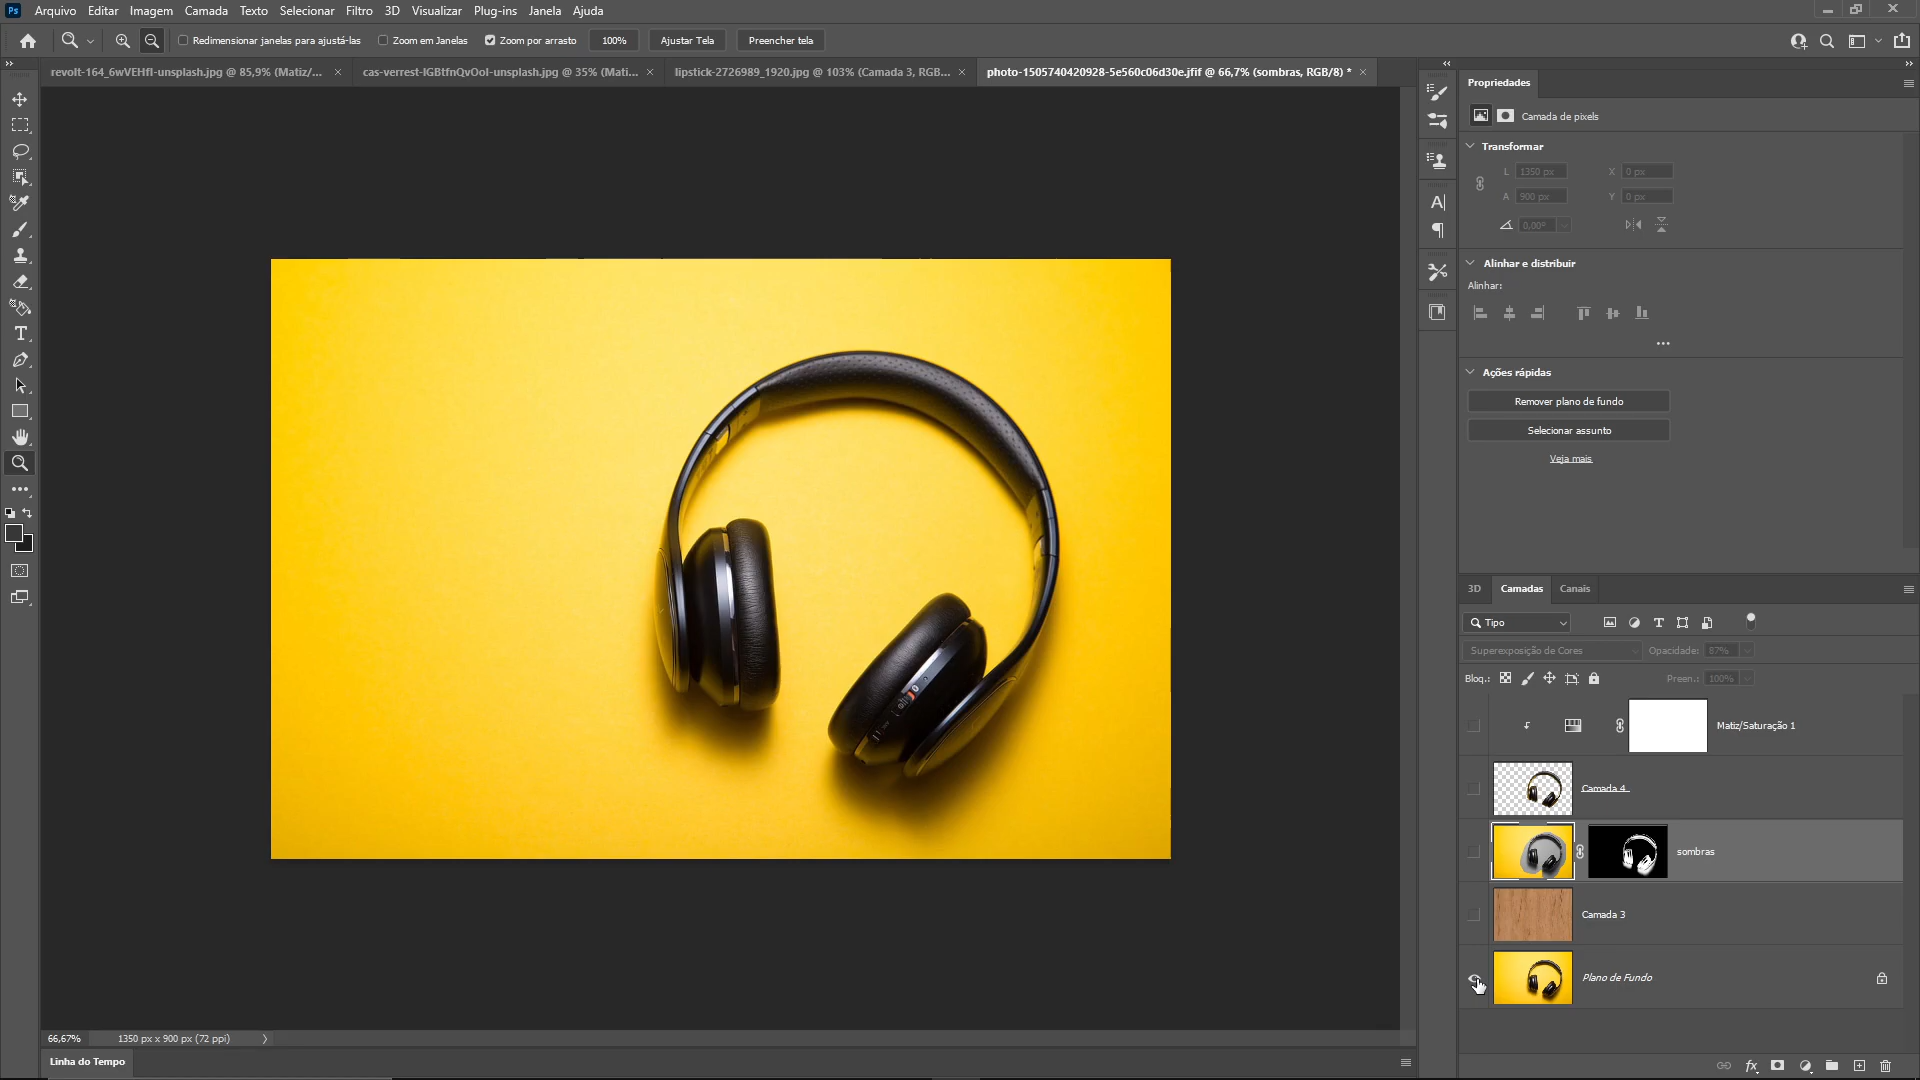 Ps Arquivo Editar Imagem Camada Texto Selecionar Filtro 3D Visualizar Plug-ins Janela Ajuda
Redimensionar janelas para ajustá-las Zoom em Janelas Zoom por arrasto 100% Ajustar Tela Preencher tela
revolt-164_6wVEHfI-unsplash.jpg @ 85,9% (Matiz/... cas-verrest-IGBtfnQvOoI-unsplash.jpg @ 35% (Mati... lipstick-2726989_1920.jpg @ 103% (Camada 3, RGB... photo-1505740420928-5e560c06d30e.jfif @ 66,7% (sombras, RGB/8) *
Propriedades
Camada de pixels
Transformar
L 1350 px X 0 px
A 900 px Y 0 px
0,00°
Alinhar e distribuir
Alinhar:
Ações rápidas
Remover plano de fundo
Selecionar assunto
Veja mais
3D Camadas Canais
Tipo
Superexposição de Cores Opacidade: 87%
Bloq.: Preen.: 100%
Matiz/Saturação 1
Camada 4
sombras
Camada 3
Plano de Fundo
66,67% 1350 px x 900 px (72 ppi)
Linha do Tempo